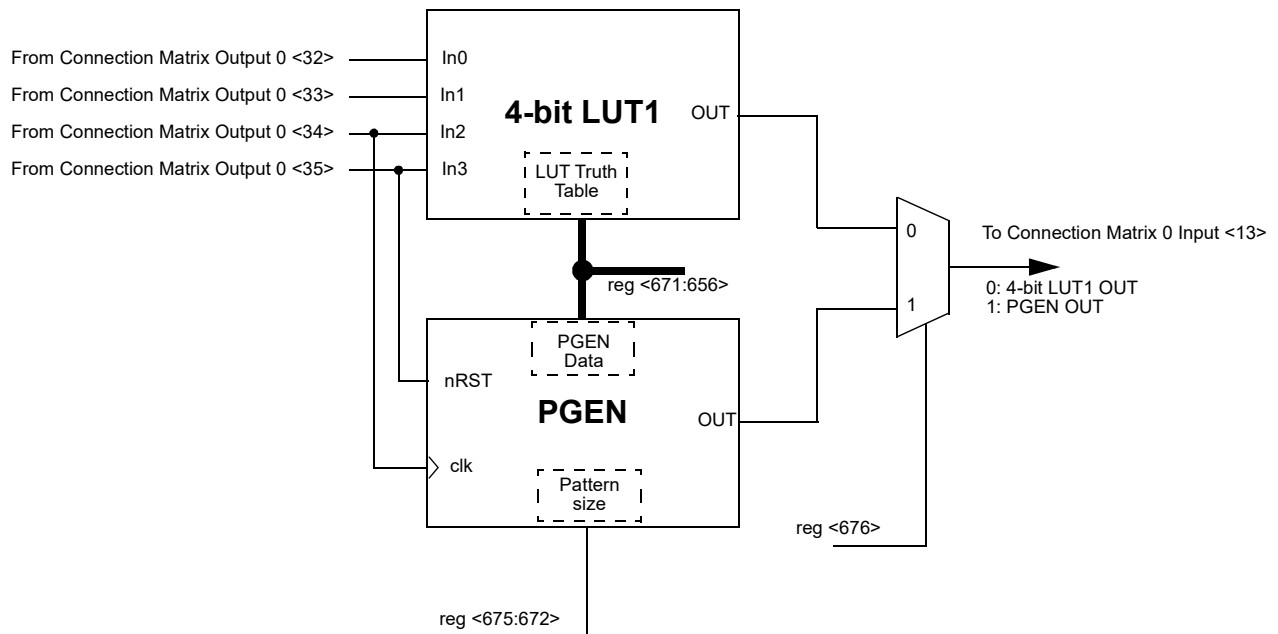 From Connection Matrix Output 0 <32>
In0
From Connection Matrix Output 0 <33>
In1
4-bit LUT1
OUT
From Connection Matrix Output 0 <34>
In2
From Connection Matrix Output 0 <35>
In3
LUT Truth
Table
0
To Connection Matrix 0 Input <13>
reg <671:656>
0: 4-bit LUT1 OUT
1
1: PGEN OUT
PGEN
Data
nRST
PGEN
OUT
clk
Pattern
size
reg <676>
reg <675:672>